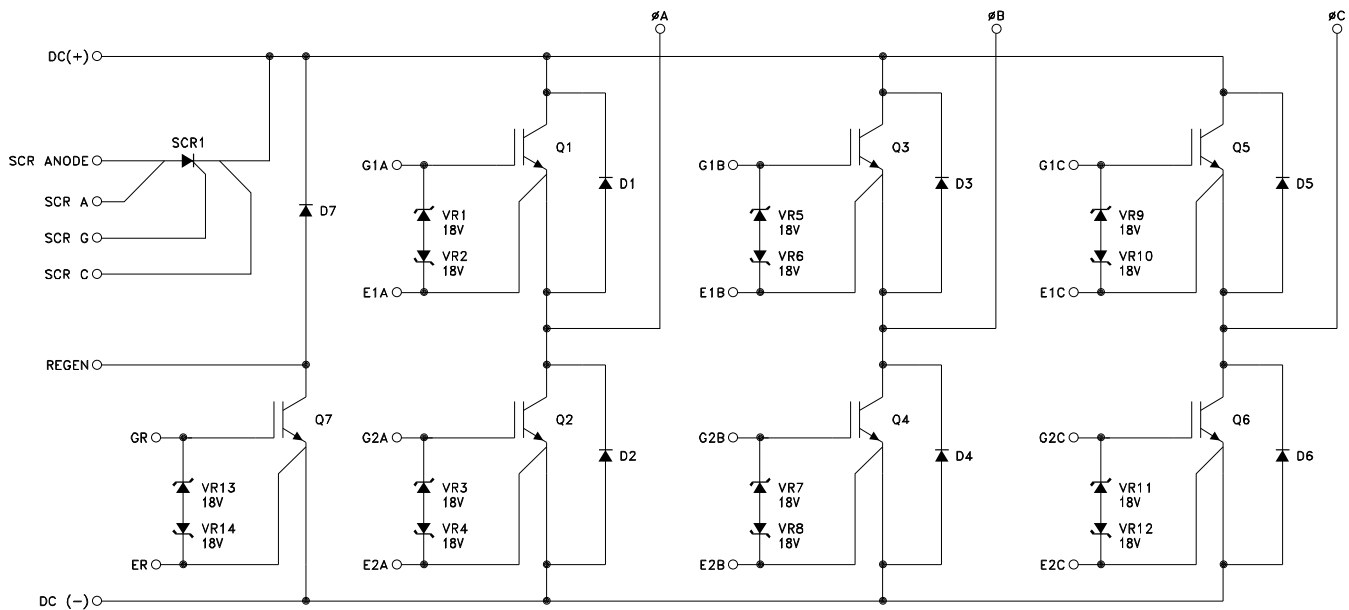 ØA
ØB
ØC
DC(+)
SCR1
SCR ANODE
SCR A
SCR G
SCR C
D7
G1A
Q1
D1
VR1
18V
VR2
18V
E1A
G1B
Q3
D3
VR5
18V
VR6
18V
E1B
G1C
Q5
D5
VR9
18V
VR10
18V
E1C
REGEN
Q7
GR
VR13
18V
VR14
18V
ER
G2A
Q2
D2
VR3
18V
VR4
18V
E2A
G2B
Q4
D4
VR7
18V
VR8
18V
E2B
G2C
Q6
D6
VR11
18V
VR12
18V
E2C
DC (-)